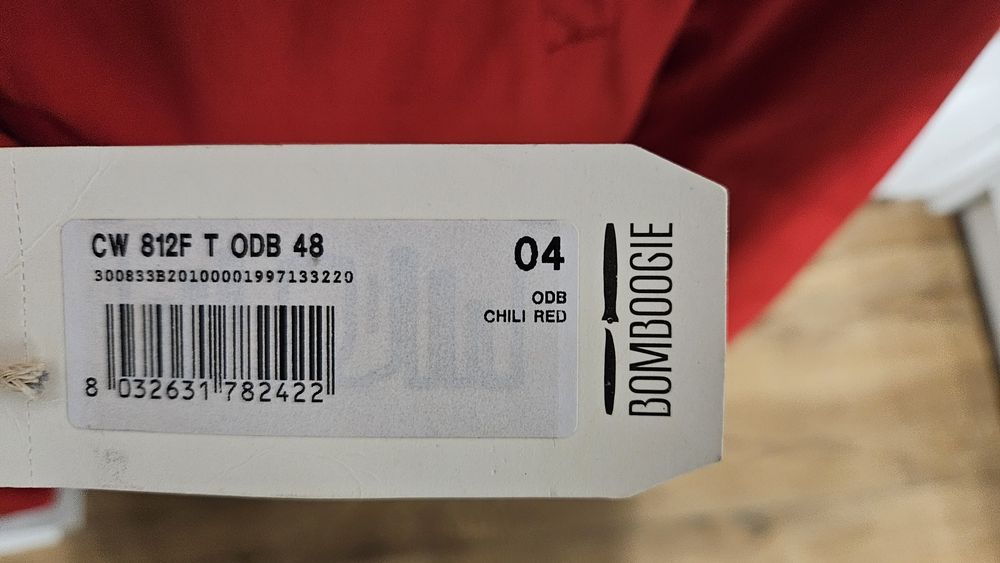 CW 812F T ODB 48
300833B20100001997133220
04
ODB
CHILI RED
8 032631 782422
BOMBOOGIE